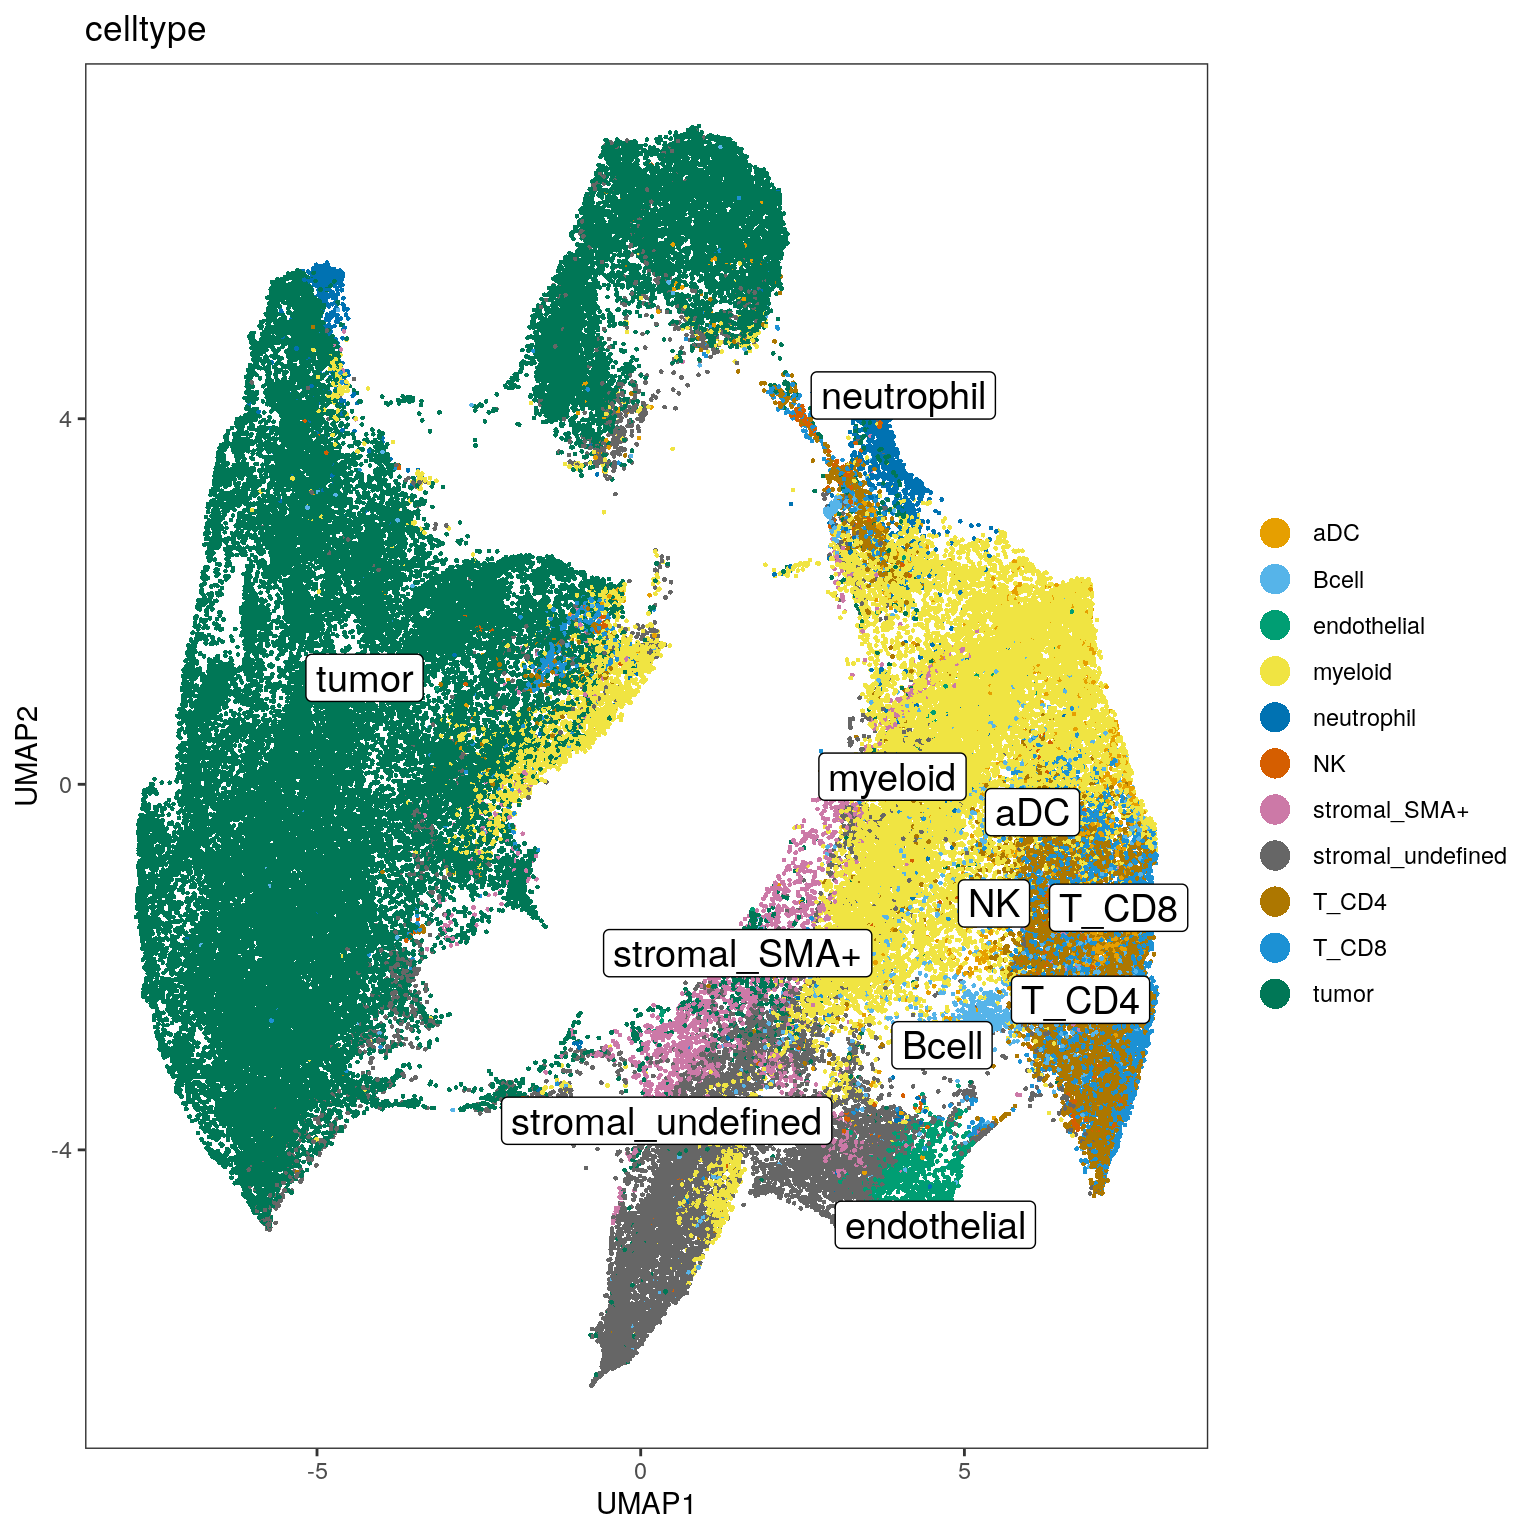 celltype
neutrophil
tumor
myeloid
aDC
NK
T_CD8
stromal_SMA+
T_CD4
Bcell
stromal_undefined
endothelial
UMAP2
4
0
-4
-5
0
5
UMAP1
aDC
Bcell
endothelial
myeloid
neutrophil
NK
stromal_SMA+
stromal_undefined
T_CD4
T_CD8
tumor